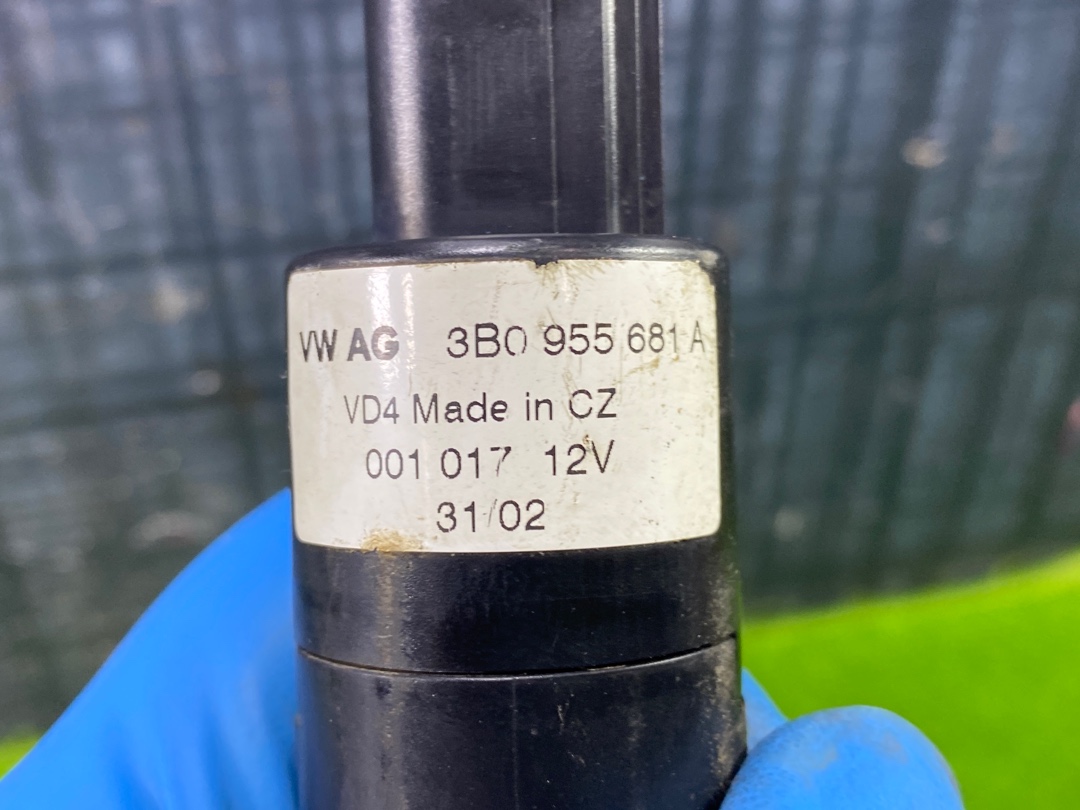 VW AG 3B0 955 681 A
VD4 Made in CZ
001 017 12V
31/02